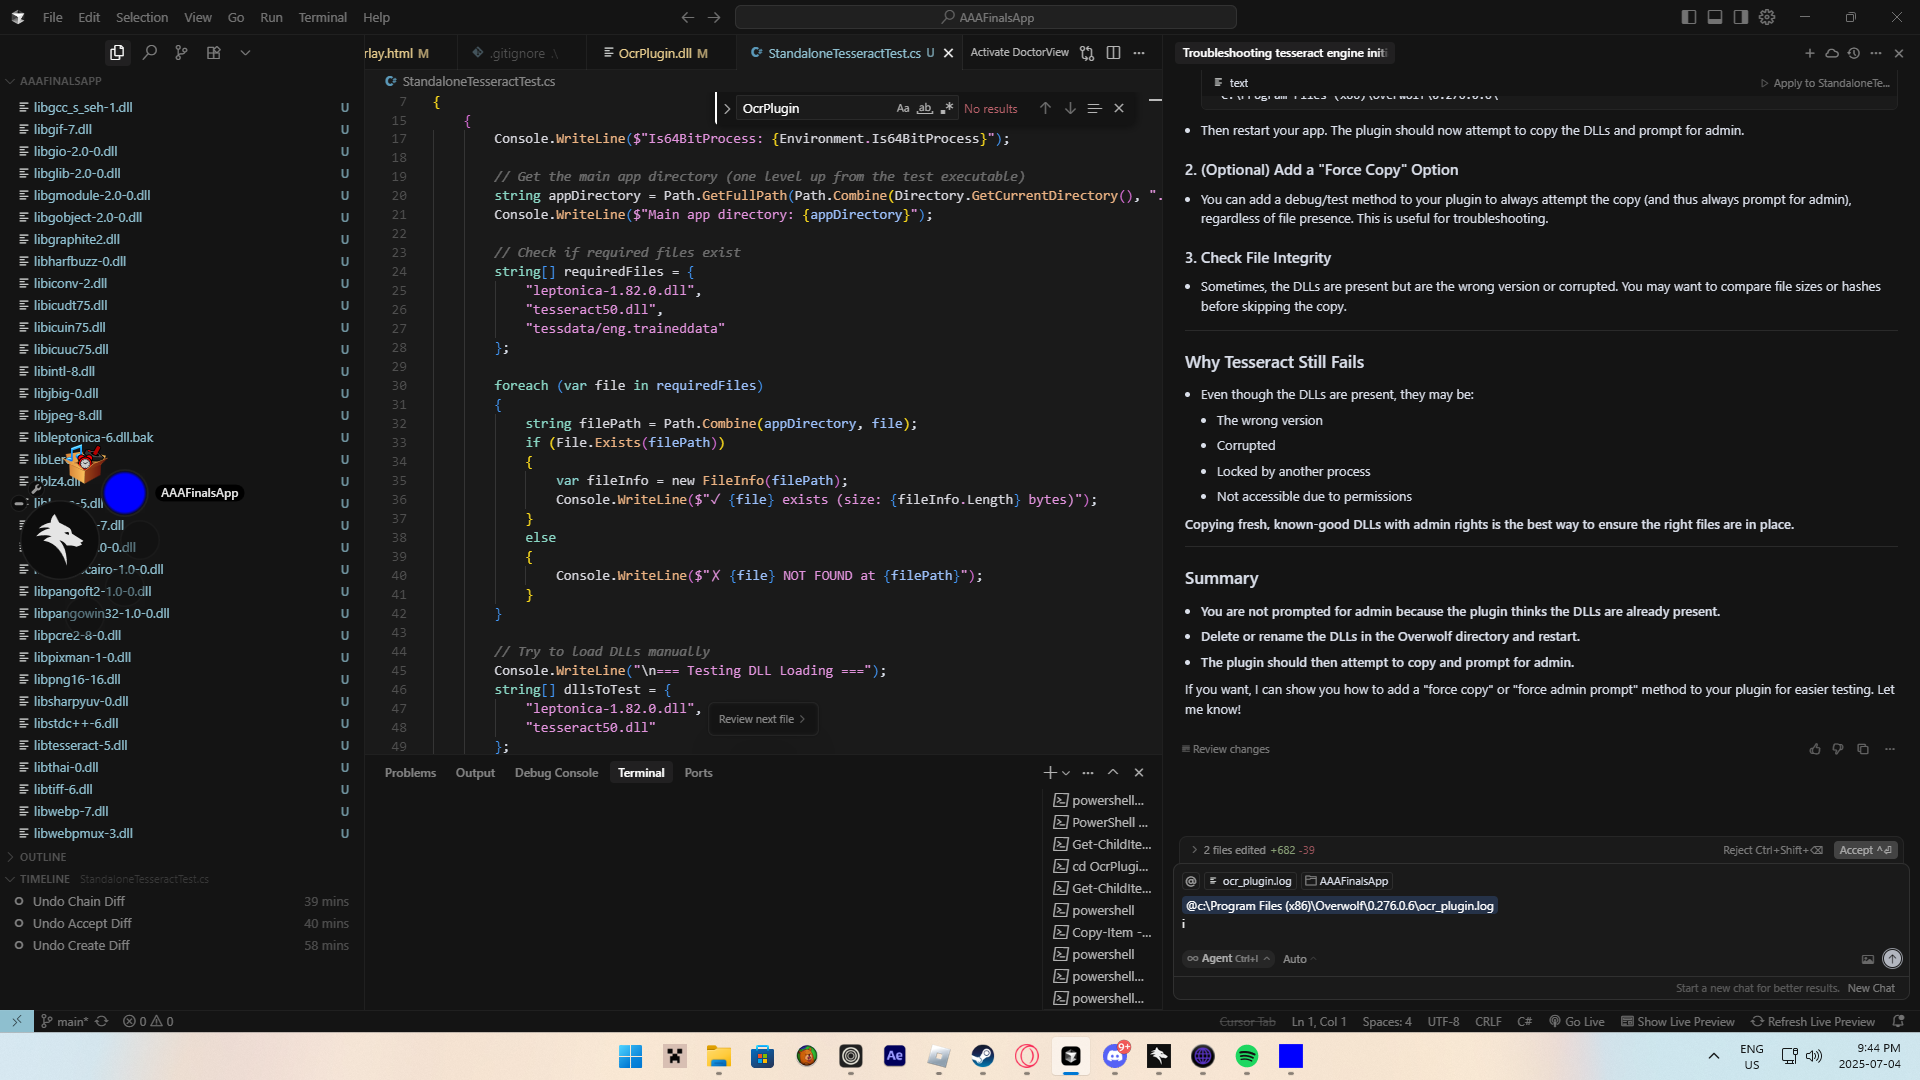 File Edit Selection View Go Run Terminal Help
AAAFinalsApp
rlay.html M
.gitignore
OcrPlugin.dll M
StandaloneTesseractTest.cs U
Activate DoctorView
StandaloneTesseractTest.cs
OcrPlugin
Aa ab
No results
AAAFINALSAPP
libgcc_s_seh-1.dll U
libgif-7.dll U
libgio-2.0-0.dll U
libglib-2.0-0.dll U
libgmodule-2.0-0.dll U
libgobject-2.0-0.dll U
libgraphite2.dll U
libharfbuzz-0.dll U
libiconv-2.dll U
libicudt75.dll U
libicuin75.dll U
libicuuc75.dll U
libintl-8.dll U
libjbig-0.dll U
libjpeg-8.dll U
libleptonica-6.dll.bak U
libLer U
liblz4.dll U
-5.dll U
-7.dll U
.0-0.dll U
cairo-1.0-0.dll U
libpangoft2-1.0-0.dll U
libpangowin32-1.0-0.dll U
libpcre2-8-0.dll U
libpixman-1-0.dll U
libpng16-16.dll U
libsharpyuv-0.dll U
libstdc++-6.dll U
libtesseract-5.dll U
libthai-0.dll U
libtiff-6.dll U
libwebp-7.dll U
libwebpmux-3.dll U
AAAFinalsApp
OUTLINE
TIMELINE StandaloneTesseractTest.cs
Undo Chain Diff 39 mins
Undo Accept Diff 40 mins
Undo Create Diff 58 mins
7 {
15 {
17 Console.WriteLine($"Is64BitProcess: {Environment.Is64BitProcess}");
18
19 // Get the main app directory (one level up from the test executable)
20 string appDirectory = Path.GetFullPath(Path.Combine(Directory.GetCurrentDirectory(), ".
21 Console.WriteLine($"Main app directory: {appDirectory}");
22
23 // Check if required files exist
24 string[] requiredFiles = {
25 "leptonica-1.82.0.dll",
26 "tesseract50.dll",
27 "tessdata/eng.traineddata"
28 };
29
30 foreach (var file in requiredFiles)
31 {
32 string filePath = Path.Combine(appDirectory, file);
33 if (File.Exists(filePath))
34 {
35 var fileInfo = new FileInfo(filePath);
36 Console.WriteLine($"✓ {file} exists (size: {fileInfo.Length} bytes)");
37 }
38 else
39 {
40 Console.WriteLine($"✗ {file} NOT FOUND at {filePath}");
41 }
42 }
43
44 // Try to load DLLs manually
45 Console.WriteLine("\n=== Testing DLL Loading ===");
46 string[] dllsToTest = {
47 "leptonica-1.82.0.dll",
48 "tesseract50.dll"
49 };
Review next file
Problems Output Debug Console Terminal Ports
powershell...
PowerShell ...
Get-ChildIte...
cd OcrPlugi...
Get-ChildIte...
powershell
Copy-Item -...
powershell
powershell...
powershell...
Troubleshooting tesseract engine initi
text
Apply to StandaloneTe...
C:\Program Files (x86)\Overwolf\0.276.0.6\
• Then restart your app. The plugin should now attempt to copy the DLLs and prompt for admin.
2. (Optional) Add a "Force Copy" Option
• You can add a debug/test method to your plugin to always attempt the copy (and thus always prompt for admin),
regardless of file presence. This is useful for troubleshooting.
3. Check File Integrity
• Sometimes, the DLLs are present but are the wrong version or corrupted. You may want to compare file sizes or hashes
before skipping the copy.
Why Tesseract Still Fails
• Even though the DLLs are present, they may be:
• The wrong version
• Corrupted
• Locked by another process
• Not accessible due to permissions
Copying fresh, known-good DLLs with admin rights is the best way to ensure the right files are in place.
Summary
• You are not prompted for admin because the plugin thinks the DLLs are already present.
• Delete or rename the DLLs in the Overwolf directory and restart.
• The plugin should then attempt to copy and prompt for admin.
If you want, I can show you how to add a "force copy" or "force admin prompt" method to your plugin for easier testing. Let
me know!
Review changes
2 files edited +682 -39
Reject Ctrl+Shift+⌫ Accept ^⏎
@ ocr_plugin.log AAAFinalsApp
@c:\Program Files (x86)\Overwolf\0.276.0.6\ocr_plugin.log
i
∞ Agent Ctrl+I Auto
Start a new chat for better results. New Chat
main* 0 0
Cursor Tab Ln 1, Col 1 Spaces: 4 UTF-8 CRLF C# Go Live Show Live Preview Refresh Live Preview
Ae
9+
ENG
US
9:44 PM
2025-07-04